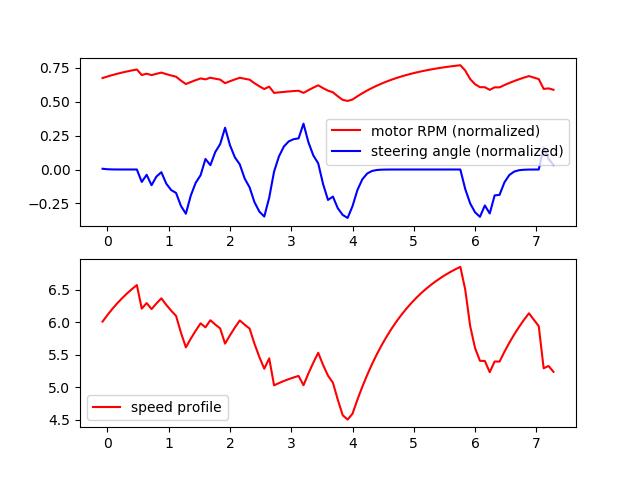 0.75
0.50
0.25
0.00
−0.25
motor RPM (normalized)
steering angle (normalized)
0 1 2 3 4 5 6 7
6.5
6.0
5.5
5.0
4.5
speed profile
0 1 2 3 4 5 6 7